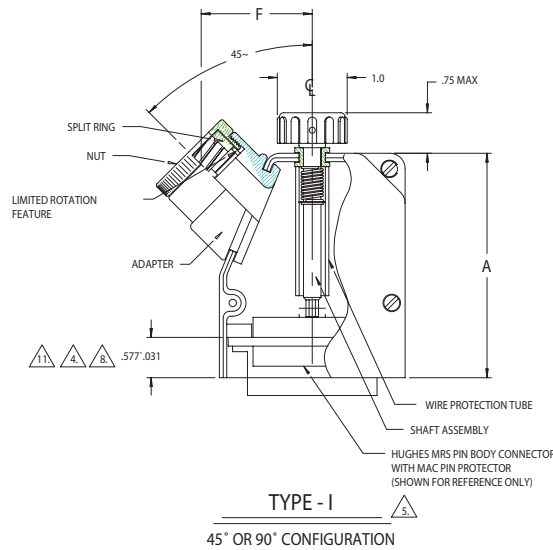 F
45~
℄
1.0
.75 MAX
SPLIT RING
NUT
LIMITED ROTATION
FEATURE
ADAPTER
A
11. 4. 8. .577`.031
WIRE PROTECTION TUBE
SHAFT ASSEMBLY
HUGHES MRS PIN BODY CONNECTOR
WITH MAC PIN PROTECTOR
(SHOWN FOR REFERENCE ONLY)
TYPE - I 5.
45° OR 90° CONFIGURATION